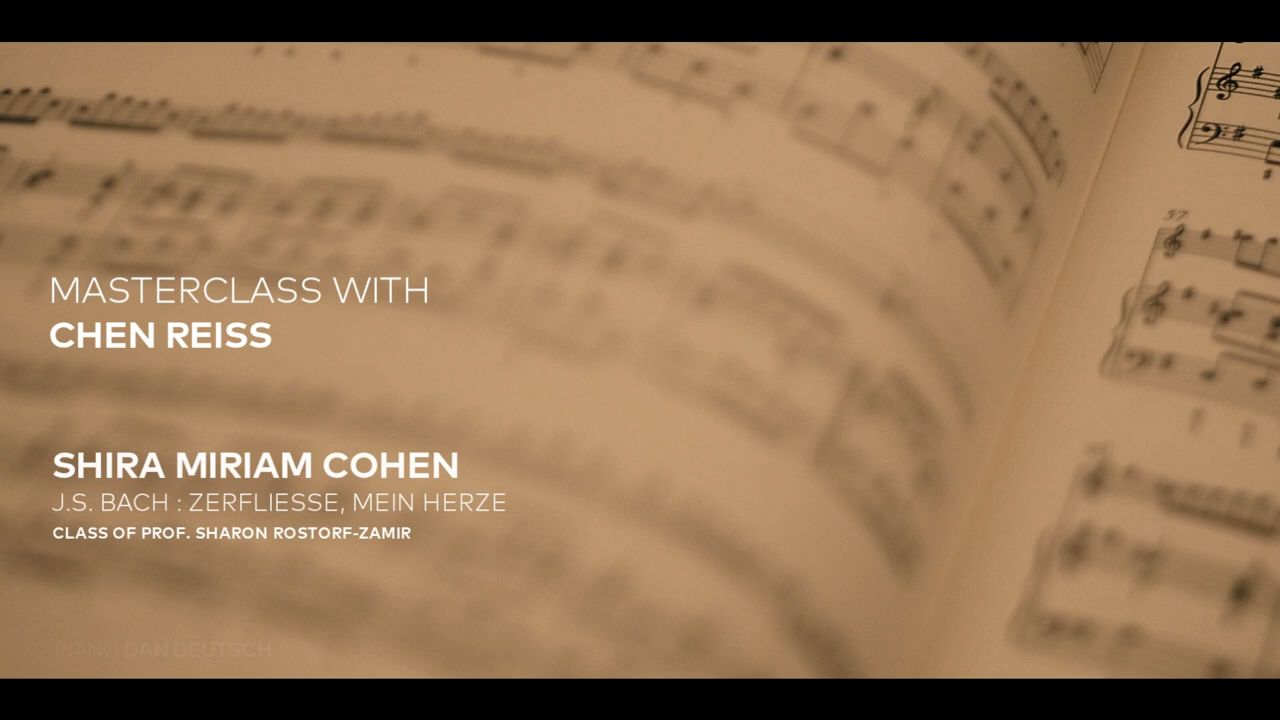 MASTERCLASS WITH
CHEN REISS
57
SHIRA MIRIAM COHEN
J.S. BACH : ZERFLIESSE, MEIN HERZE
CLASS OF PROF. SHARON ROSTORF-ZAMIR
PIANO: DAN DEUTSCH